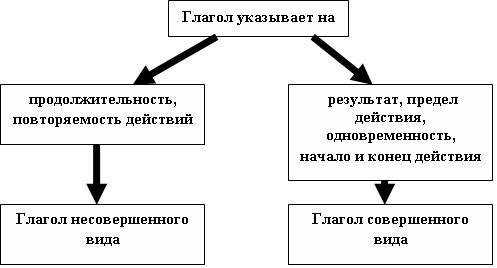 Глагол указывает на
продолжительность,
повторяемость действий
результат, предел
действия,
одновременность,
начало и конец действия
Глагол несовершенного
вида
Глагол совершенного
вида